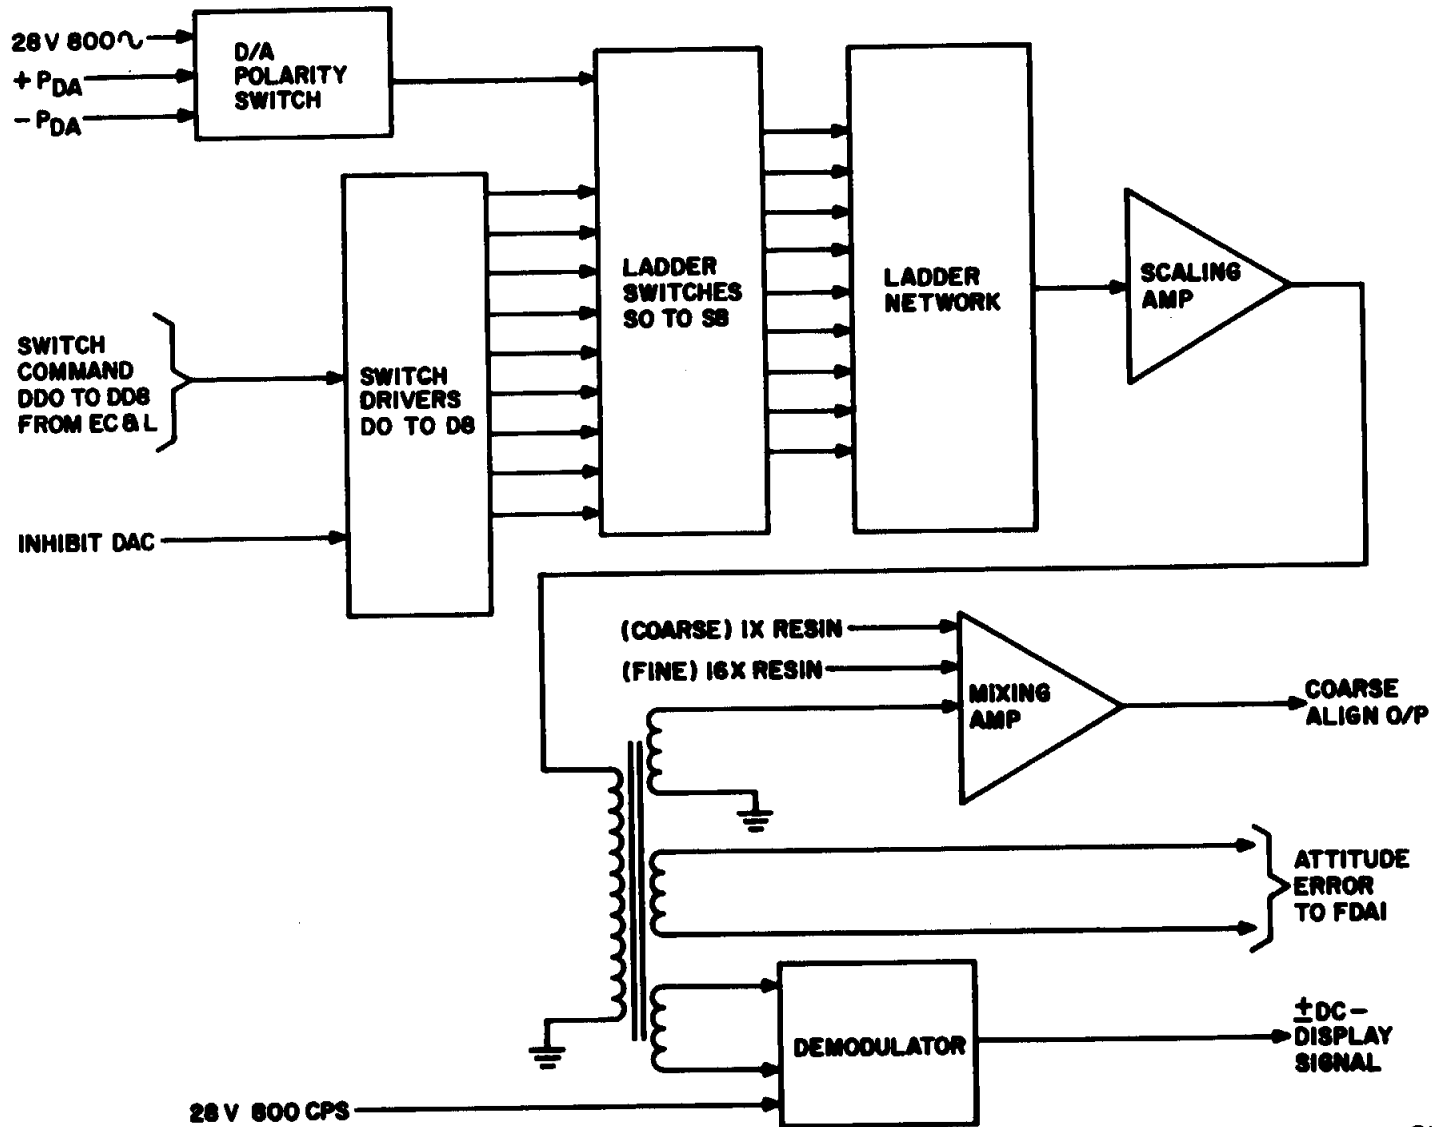 28 V 800∿
+ PDA
- PDA
D/A
POLARITY
SWITCH
SWITCH
COMMAND
DD0 TO DD8
FROM EC & L
INHIBIT DAC
SWITCH
DRIVERS
D0 TO D8
LADDER
SWITCHES
S0 TO S8
LADDER
NETWORK
SCALING
AMP
(COARSE) 1X RESIN
(FINE) 16X RESIN
MIXING
AMP
COARSE
ALIGN O/P
ATTITUDE
ERROR
TO FDAI
DEMODULATOR
± DC -
DISPLAY
SIGNAL
28 V 800 CPS